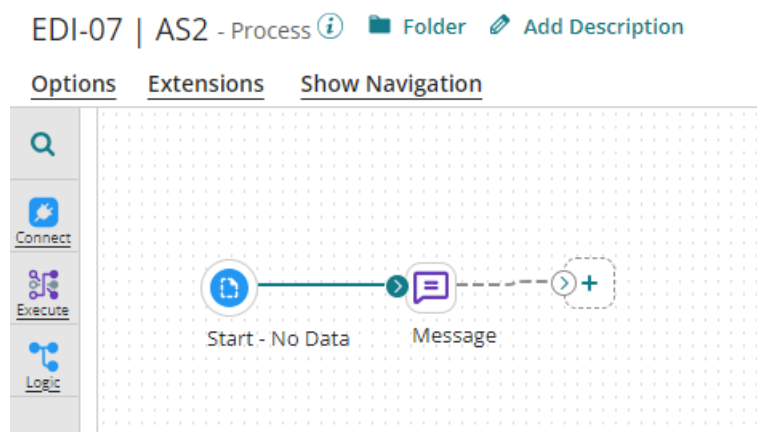 EDI-07 | AS2 - Process i Folder Add Description
Options Extensions Show Navigation
Connect
Execute
Logic
Start - No Data
Message